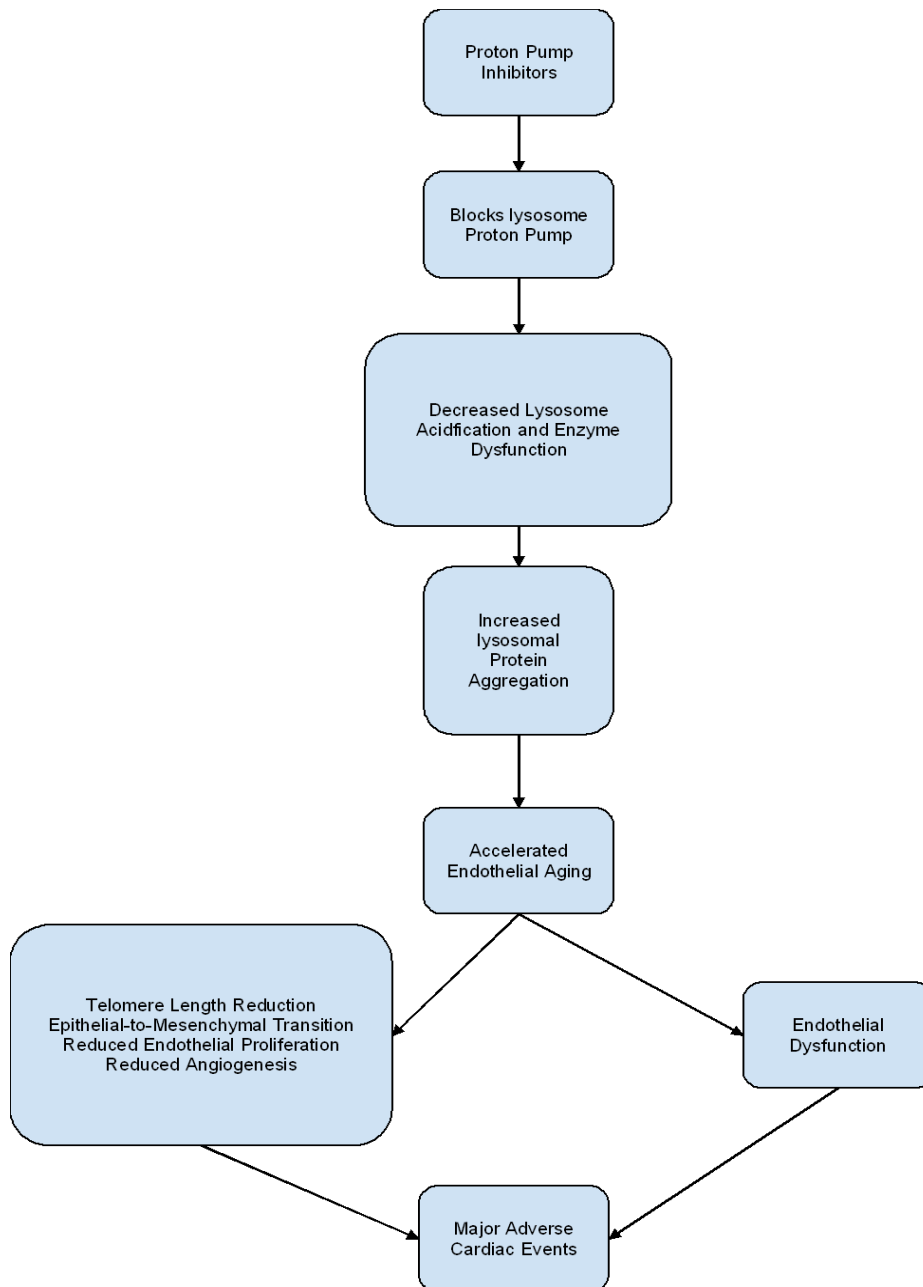 Proton Pump
Inhibitors
Blocks lysosome
Proton Pump
Decreased Lysosome
Acidfication and Enzyme
Dysfunction
Increased
lysosomal
Protein
Aggregation
Accelerated
Endothelial Aging
Telomere Length Reduction
Epithelial-to-Mesenchymal Transition
Reduced Endothelial Proliferation
Reduced Angiogenesis
Endothelial
Dysfunction
Major Adverse
Cardiac Events